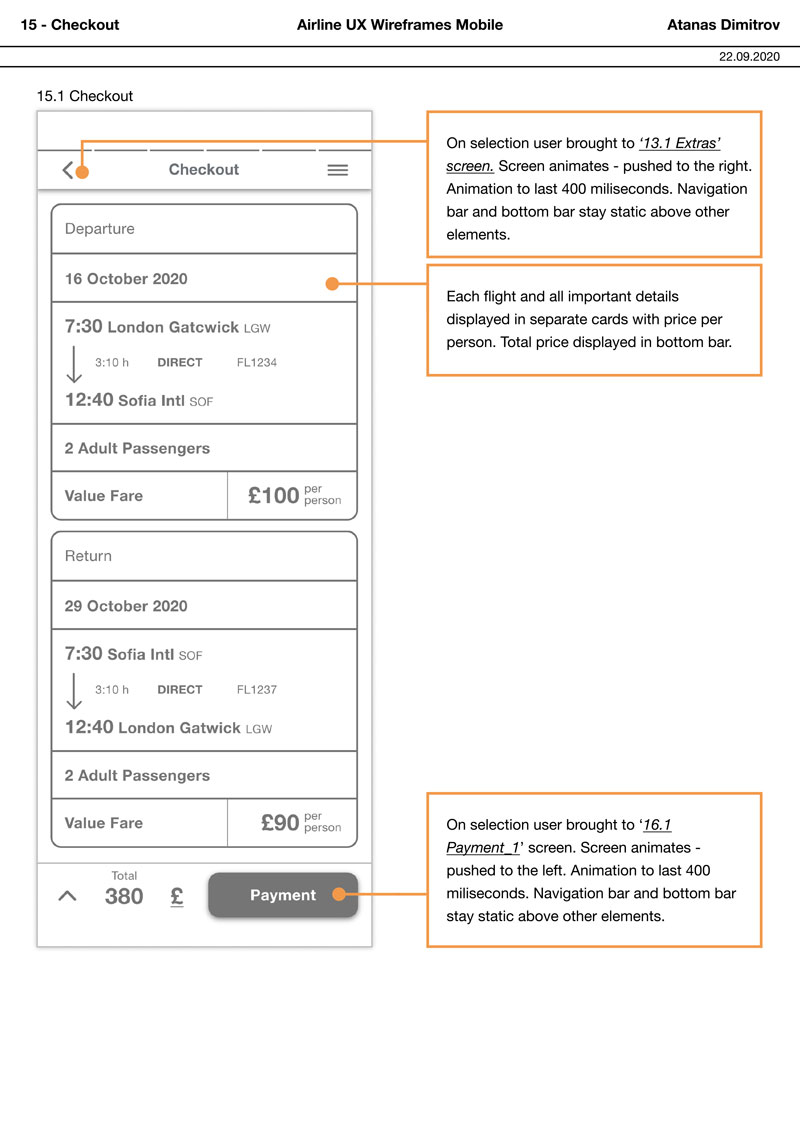 15 - Checkout
Airline UX Wireframes Mobile
Atanas Dimitrov
22.09.2020
15.1 Checkout
Checkout
Departure
16 October 2020
7:30 London Gatcwick LGW
3:10 h DIRECT FL1234
12:40 Sofia Intl SOF
2 Adult Passengers
Value Fare £100 per person
Return
29 October 2020
7:30 Sofia Intl SOF
3:10 h DIRECT FL1237
12:40 London Gatwick LGW
2 Adult Passengers
Value Fare £90 per person
Total
380 £
Payment
On selection user brought to ‘13.1 Extras’
screen. Screen animates - pushed to the right.
Animation to last 400 miliseconds. Navigation
bar and bottom bar stay static above other
elements.
Each flight and all important details
displayed in separate cards with price per
person. Total price displayed in bottom bar.
On selection user brought to ‘16.1
Payment_1’ screen. Screen animates -
pushed to the left. Animation to last 400
miliseconds. Navigation bar and bottom bar
stay static above other elements.